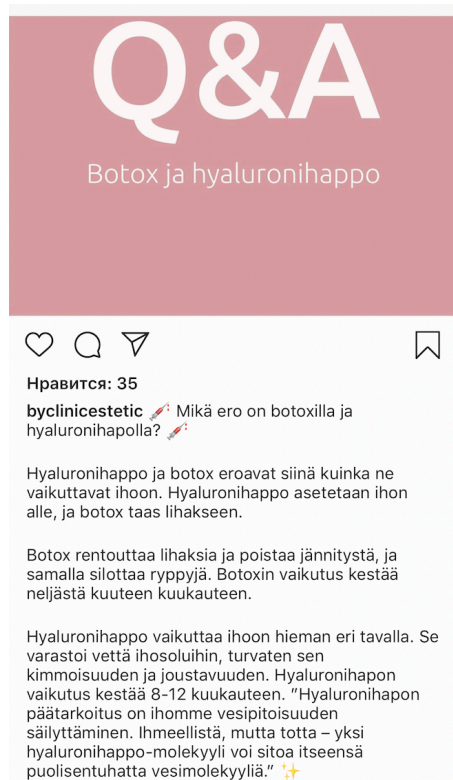 Q&A
Botox ja hyaluronihappo
Нравится: 35
byclinicestetic 💉 Mikä ero on botoxilla ja
hyaluronihapolla? 💉
Hyaluronihappo ja botox eroavat siinä kuinka ne
vaikuttavat ihoon. Hyaluronihappo asetetaan ihon
alle, ja botox taas lihakseen.
Botox rentouttaa lihaksia ja poistaa jännitystä, ja
samalla silottaa ryppyjä. Botoxin vaikutus kestää
neljästä kuuteen kuukauteen.
Hyaluronihappo vaikuttaa ihoon hieman eri tavalla. Se
varastoi vettä ihosoluihin, turvaten sen
kimmoisuuden ja joustavuuden. Hyaluronihapon
vaikutus kestää 8-12 kuukauteen. "Hyaluronihapon
päätarkoitus on ihomme vesipitoisuuden
säilyttäminen. Ihmeellistä, mutta totta – yksi
hyaluronihappo-molekyyli voi sitoa itseensä
puolisentuhatta vesimolekyyliä." ✨